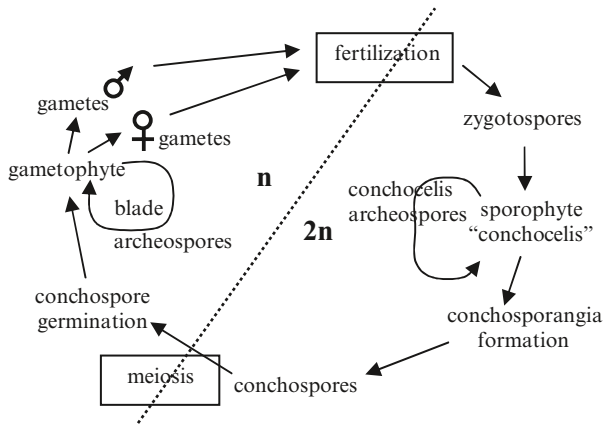 fertilization
gametes
gametes
zygotospores
gametophyte
n
blade
archeospores
2n
conchocelis
archeospores
sporophyte
“conchocelis”
conchospore
germination
conchosporangia
formation
meiosis
conchospores